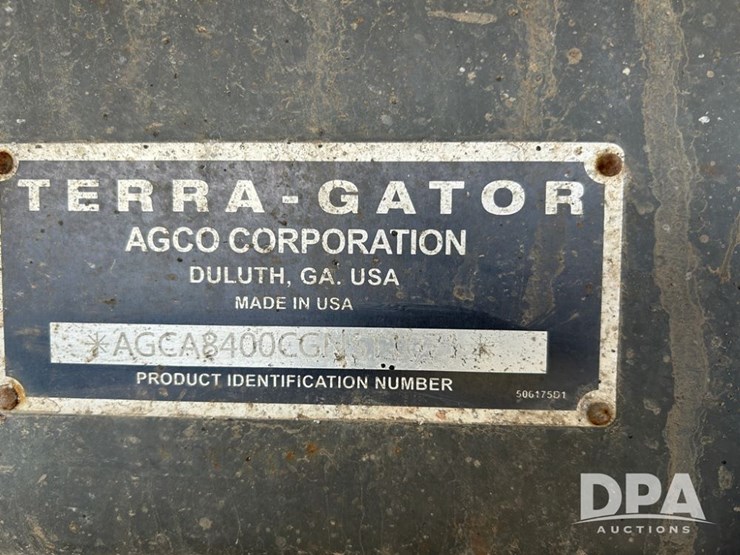 TERRA-GATOR
AGCO CORPORATION
DULUTH, GA. USA
MADE IN USA
PRODUCT IDENTIFICATION NUMBER
506175D1
DPA
AUCTIONS